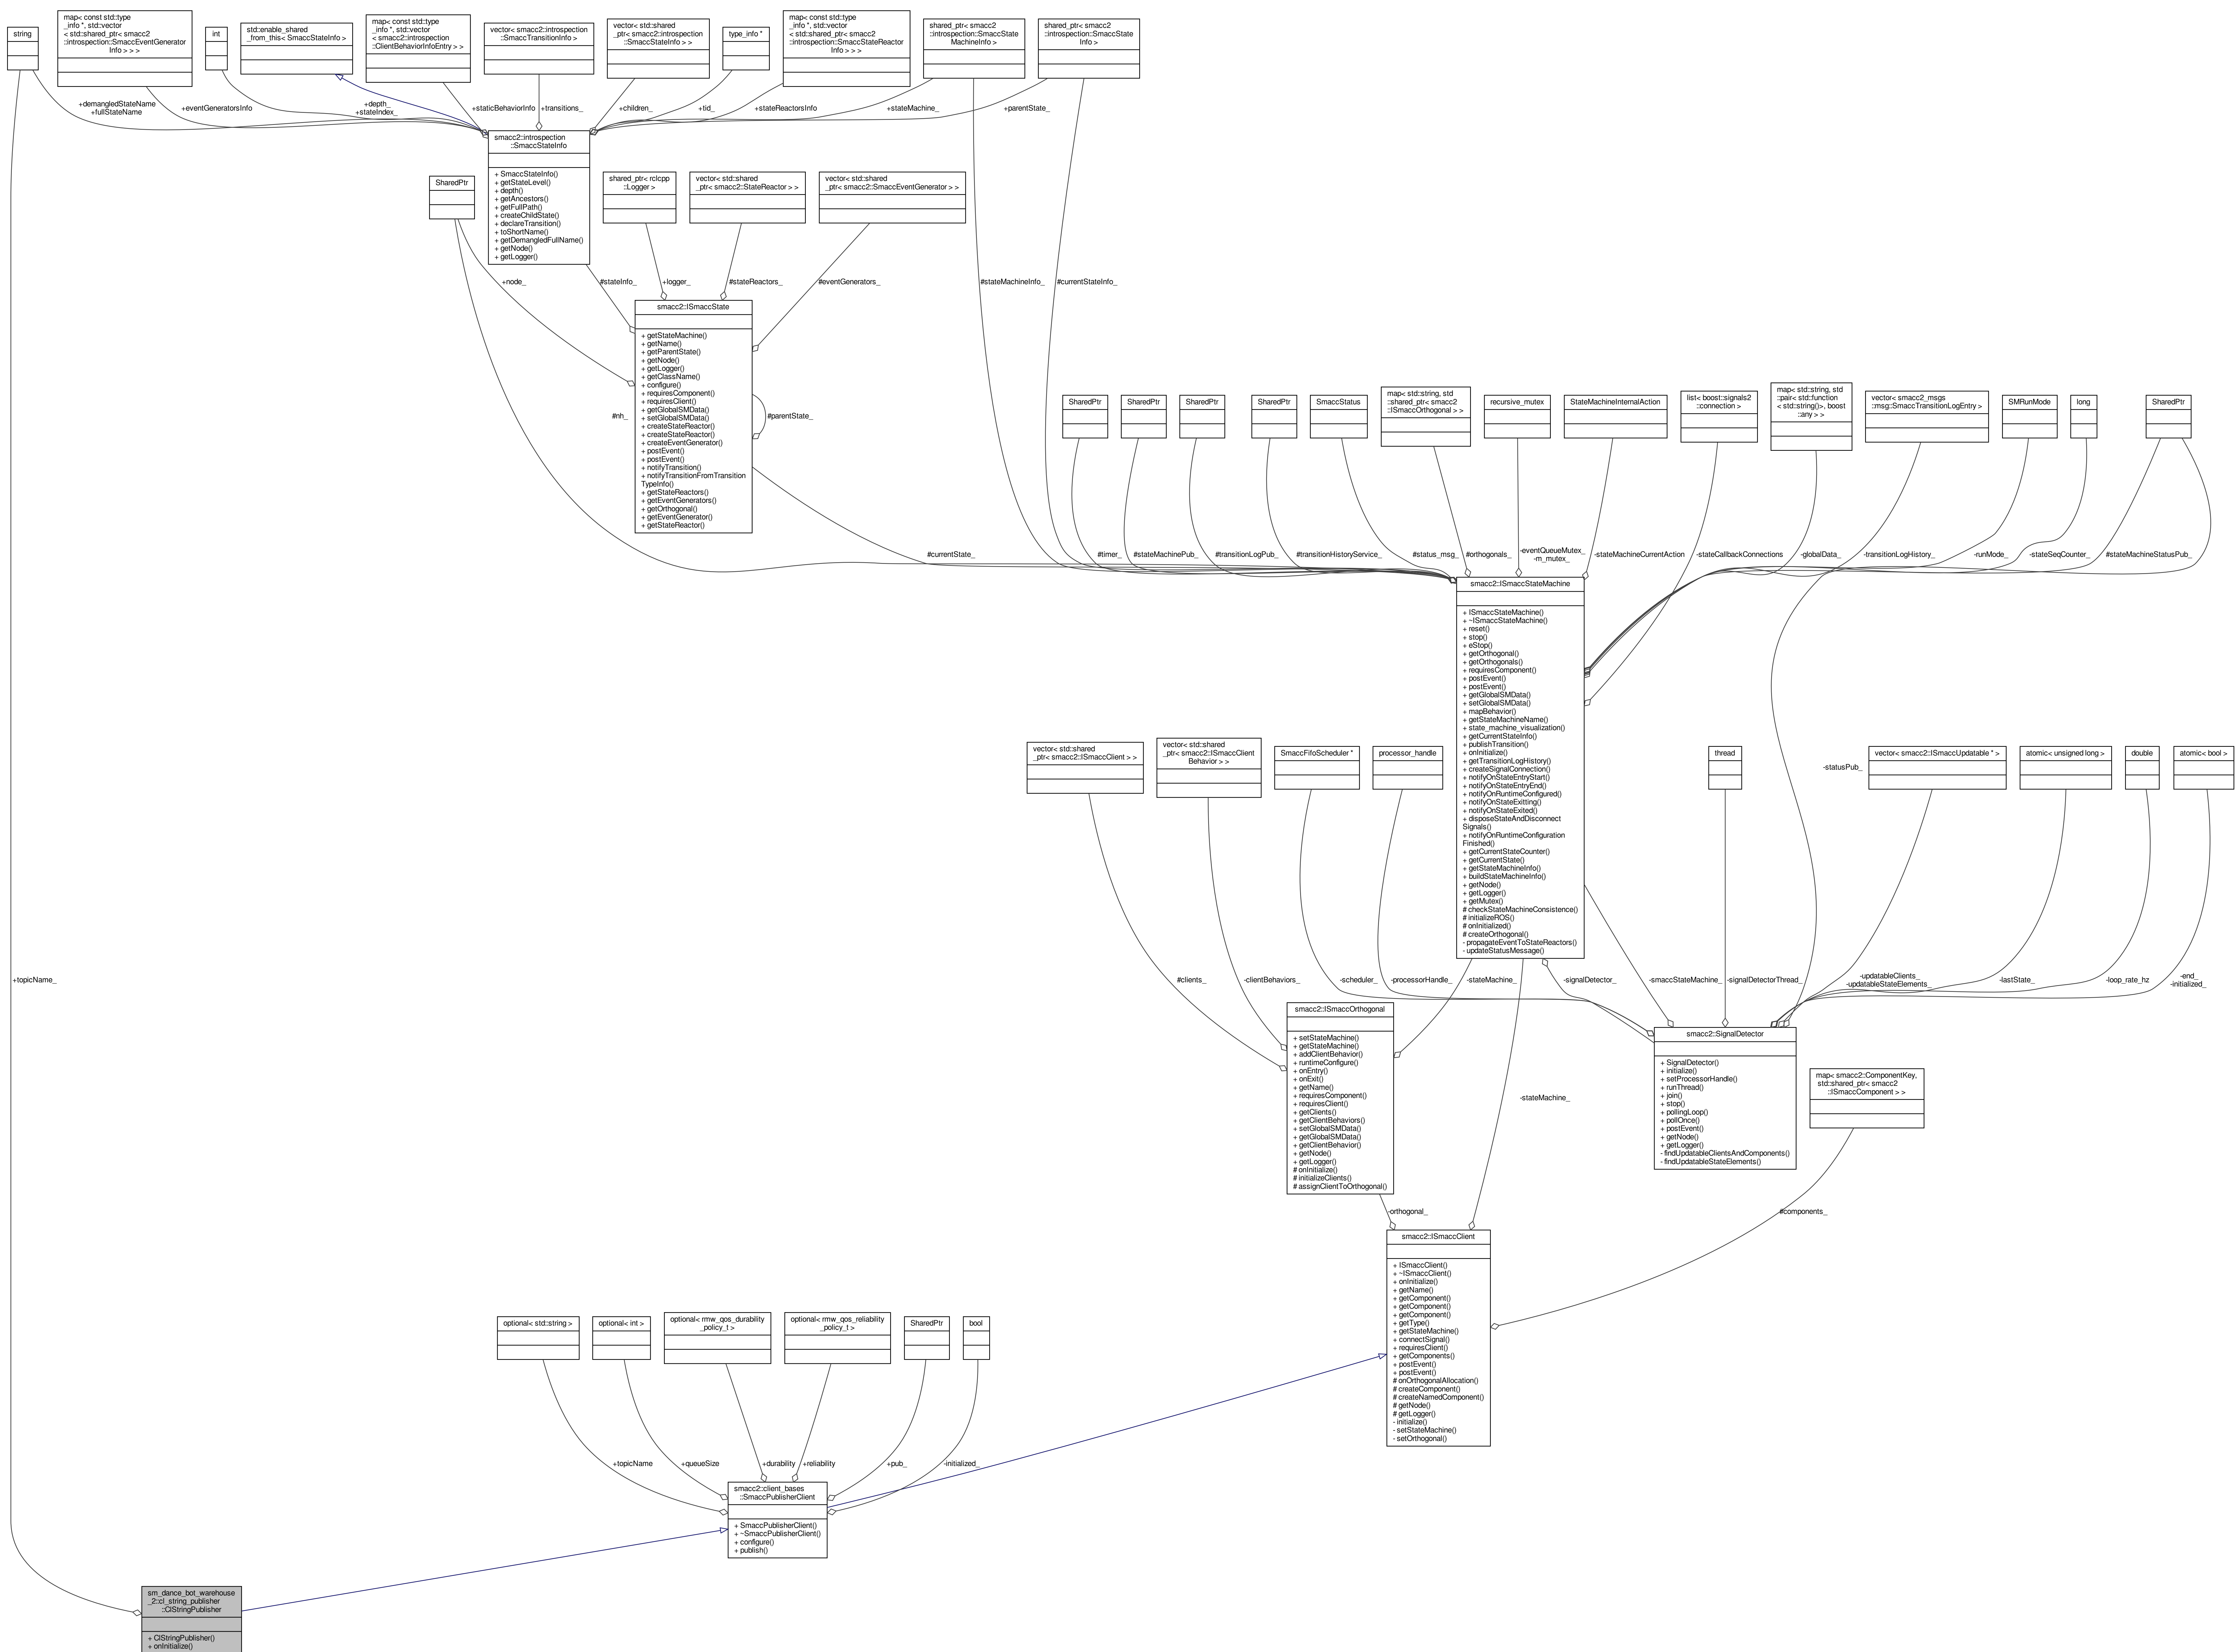 string
map< const std::type
_info *, std::vector
< std::shared_ptr< smacc2
::introspection::SmaccEventGenerator
Info > > >
int
std::enable_shared
_from_this< SmaccStateInfo >
map< const std::type
_info *, std::vector
< smacc2::introspection
::ClientBehaviorInfoEntry > >
vector< smacc2::introspection
::SmaccTransitionInfo >
vector< std::shared
_ptr< smacc2::introspection
::SmaccStateInfo > >
type_info *
map< const std::type
_info *, std::vector
< std::shared_ptr< smacc2
::introspection::SmaccStateReactor
Info > > >
shared_ptr< smacc2
::introspection::SmaccState
MachineInfo >
shared_ptr< smacc2
::introspection::SmaccState
Info >
+demangledStateName
+fullStateName
+eventGeneratorsInfo
+depth_
+stateIndex_
+staticBehaviorInfo
+transitions_
+children_
+tid_
+stateReactorsInfo
+stateMachine_
+parentState_
smacc2::introspection
::SmaccStateInfo
+ SmaccStateInfo()
+ getStateLevel()
+ depth()
+ getAncestors()
+ getFullPath()
+ createChildState()
+ declareTransition()
+ toShortName()
+ getDemangledFullName()
+ getNode()
+ getLogger()
SharedPtr
shared_ptr< rclcpp
::Logger >
vector< std::shared
_ptr< smacc2::StateReactor > >
vector< std::shared
_ptr< smacc2::SmaccEventGenerator > >
+node_
#stateInfo_
+logger_
#stateReactors_
#eventGenerators_
#stateMachineInfo_
#currentStateInfo_
smacc2::ISmaccState
+ getStateMachine()
+ getName()
+ getParentState()
+ getNode()
+ getLogger()
+ getClassName()
+ configure()
+ requiresComponent()
+ requiresClient()
+ getGlobalSMData()
+ setGlobalSMData()
+ createStateReactor()
+ createStateReactor()
+ createEventGenerator()
+ postEvent()
+ postEvent()
+ notifyTransition()
+ notifyTransitionFromTransition
TypeInfo()
+ getStateReactors()
+ getEventGenerators()
+ getOrthogonal()
+ getEventGenerator()
+ getStateReactor()
#parentState_
#nh_
SharedPtr
SharedPtr
SharedPtr
SharedPtr
SmaccStatus
map< std::string, std
::shared_ptr< smacc2
::ISmaccOrthogonal > >
recursive_mutex
StateMachineInternalAction
list< boost::signals2
::connection >
map< std::string, std
::pair< std::function
< std::string()>, boost
::any > >
vector< smacc2_msgs
::msg::SmaccTransitionLogEntry >
SMRunMode
long
SharedPtr
#currentState_
#timer_
#stateMachinePub_
#transitionLogPub_
#transitionHistoryService_
#status_msg_
#orthogonals_
-eventQueueMutex_
-m_mutex_
-stateMachineCurrentAction
-stateCallbackConnections
-globalData_
-transitionLogHistory_
-runMode_
-stateSeqCounter_
#stateMachineStatusPub_
smacc2::ISmaccStateMachine
+ ISmaccStateMachine()
+ ~ISmaccStateMachine()
+ reset()
+ stop()
+ eStop()
+ getOrthogonal()
+ getOrthogonals()
+ requiresComponent()
+ postEvent()
+ postEvent()
+ getGlobalSMData()
+ setGlobalSMData()
+ mapBehavior()
+ getStateMachineName()
+ state_machine_visualization()
+ getCurrentStateInfo()
+ publishTransition()
+ onInitialize()
+ getTransitionLogHistory()
+ createSignalConnection()
+ notifyOnStateEntryStart()
+ notifyOnStateEntryEnd()
+ notifyOnRuntimeConfigured()
+ notifyOnStateExitting()
+ notifyOnStateExited()
+ disposeStateAndDisconnect
Signals()
+ notifyOnRuntimeConfiguration
Finished()
+ getCurrentStateCounter()
+ getCurrentState()
+ getStateMachineInfo()
+ buildStateMachineInfo()
+ getNode()
+ getLogger()
+ getMutex()
# checkStateMachineConsistence()
# initializeROS()
# onInitialized()
# createOrthogonal()
- propagateEventToStateReactors()
- updateStatusMessage()
vector< std::shared
_ptr< smacc2::ISmaccClient > >
vector< std::shared
_ptr< smacc2::ISmaccClient
Behavior > >
SmaccFifoScheduler *
processor_handle
thread
-statusPub_
vector< smacc2::ISmaccUpdatable * >
atomic< unsigned long >
double
atomic< bool >
+topicName_
#clients_
-clientBehaviors_
-scheduler_
-processorHandle_
-stateMachine_
-signalDetector_
-smaccStateMachine_
-signalDetectorThread_
-updatableClients_
-updatableStateElements_
-lastState_
-loop_rate_hz
-end_
-initialized_
smacc2::ISmaccOrthogonal
+ setStateMachine()
+ getStateMachine()
+ addClientBehavior()
+ runtimeConfigure()
+ onEntry()
+ onExit()
+ getName()
+ requiresComponent()
+ requiresClient()
+ getClients()
+ getClientBehaviors()
+ setGlobalSMData()
+ getGlobalSMData()
+ getClientBehavior()
+ getNode()
+ getLogger()
# onInitialize()
# initializeClients()
# assignClientToOrthogonal()
smacc2::SignalDetector
+ SignalDetector()
+ initialize()
+ setProcessorHandle()
+ runThread()
+ join()
+ stop()
+ pollingLoop()
+ pollOnce()
+ postEvent()
+ getNode()
+ getLogger()
- findUpdatableClientsAndComponents()
- findUpdatableStateElements()
map< smacc2::ComponentKey,
std::shared_ptr< smacc2
::ISmaccComponent > >
-stateMachine_
-orthogonal_
#components_
smacc2::ISmaccClient
+ ISmaccClient()
+ ~ISmaccClient()
+ onInitialize()
+ getName()
+ getComponent()
+ getComponent()
+ getComponent()
+ getType()
+ getStateMachine()
+ connectSignal()
+ requiresClient()
+ getComponents()
+ postEvent()
+ postEvent()
# onOrthogonalAllocation()
# createComponent()
# createNamedComponent()
# getNode()
# getLogger()
- initialize()
- setStateMachine()
- setOrthogonal()
optional< std::string >
optional< int >
optional< rmw_qos_durability
_policy_t >
optional< rmw_qos_reliability
_policy_t >
SharedPtr
bool
+topicName
+queueSize
+durability
+reliability
+pub_
-initialized_
smacc2::client_bases
::SmaccPublisherClient
+ SmaccPublisherClient()
+ ~SmaccPublisherClient()
+ configure()
+ publish()
sm_dance_bot_warehouse
_2::cl_string_publisher
::ClStringPublisher
+ ClStringPublisher()
+ onInitialize()